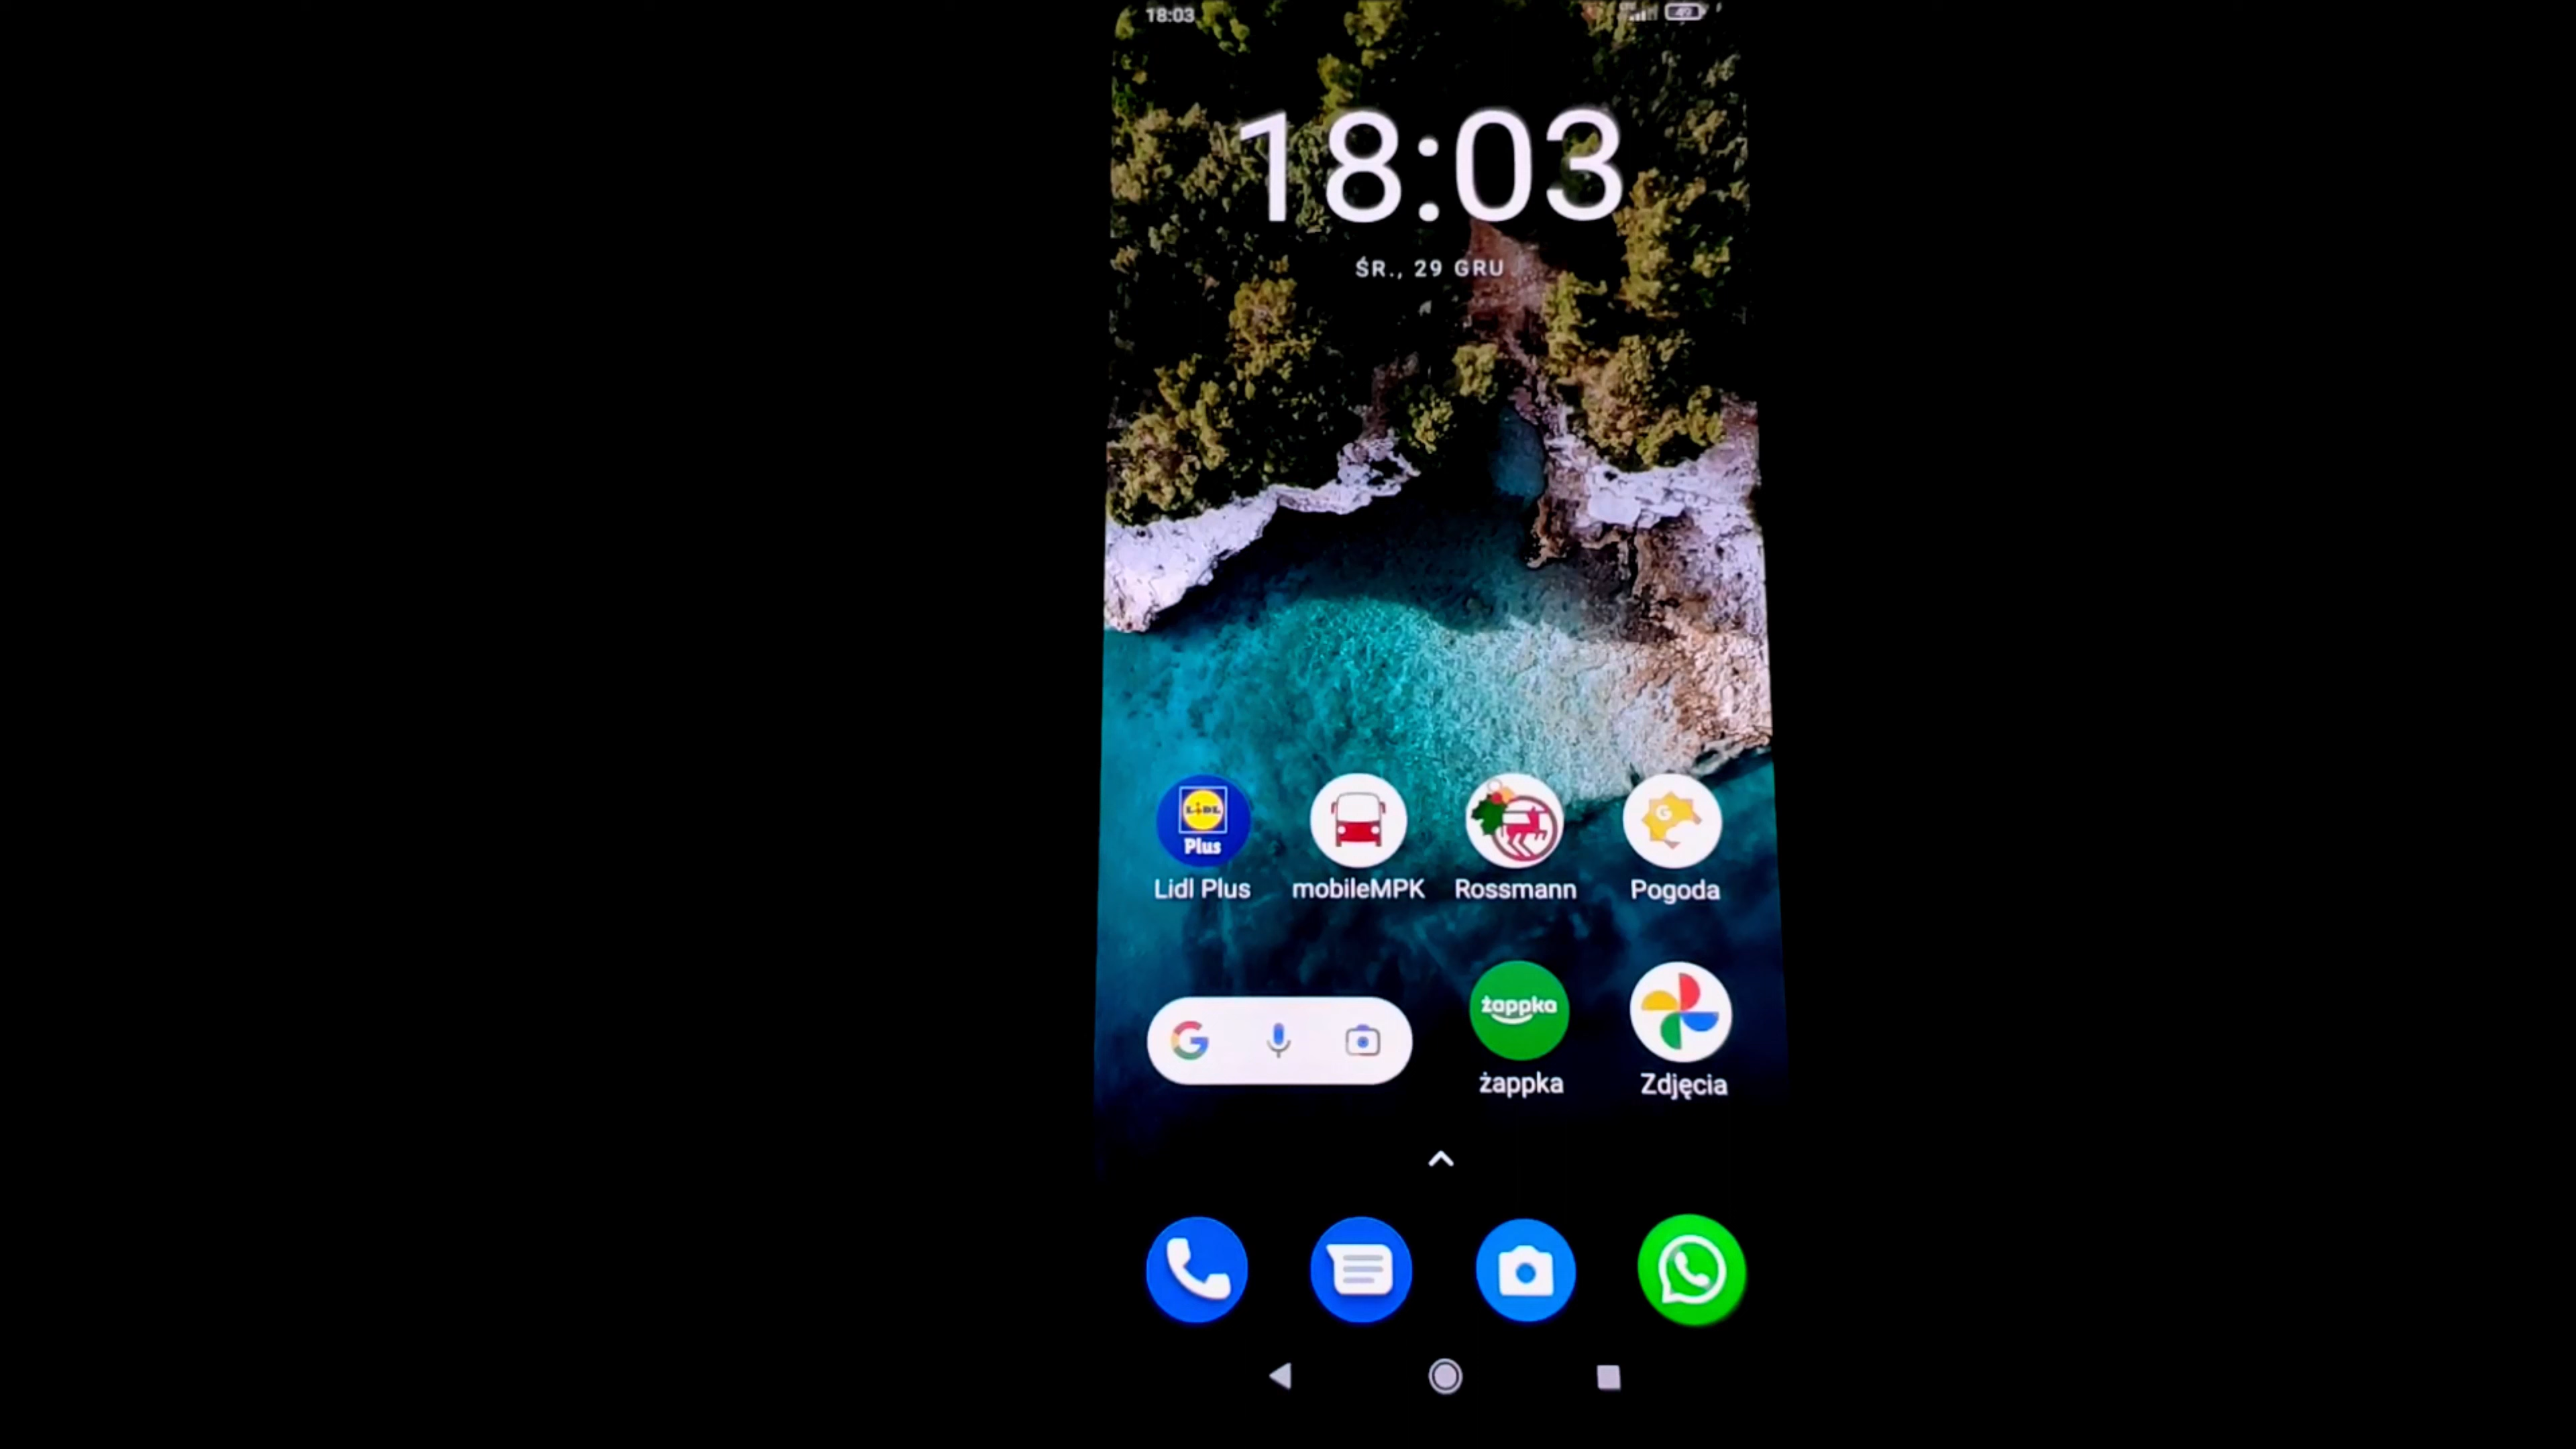 18:03
18:03
ŚR., 29 GRU
LIDL
Plus
G
Lidl Plus
mobileMPK
Rossmann
Pogoda
żappka
żappka
Zdjęcia